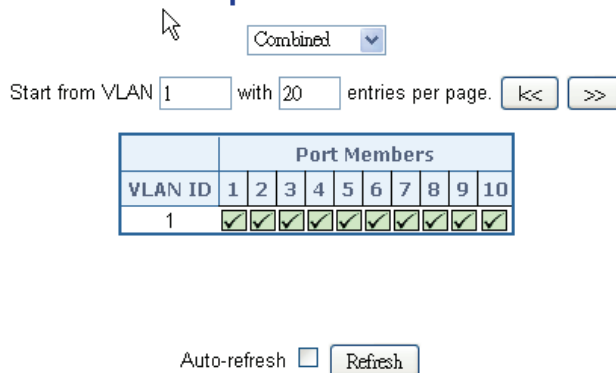 Combined
Start from VLAN 1 with 20 entries per page. |<< >>
Port Members
VLAN ID 1 2 3 4 5 6 7 8 9 10
1
Auto-refresh Refresh